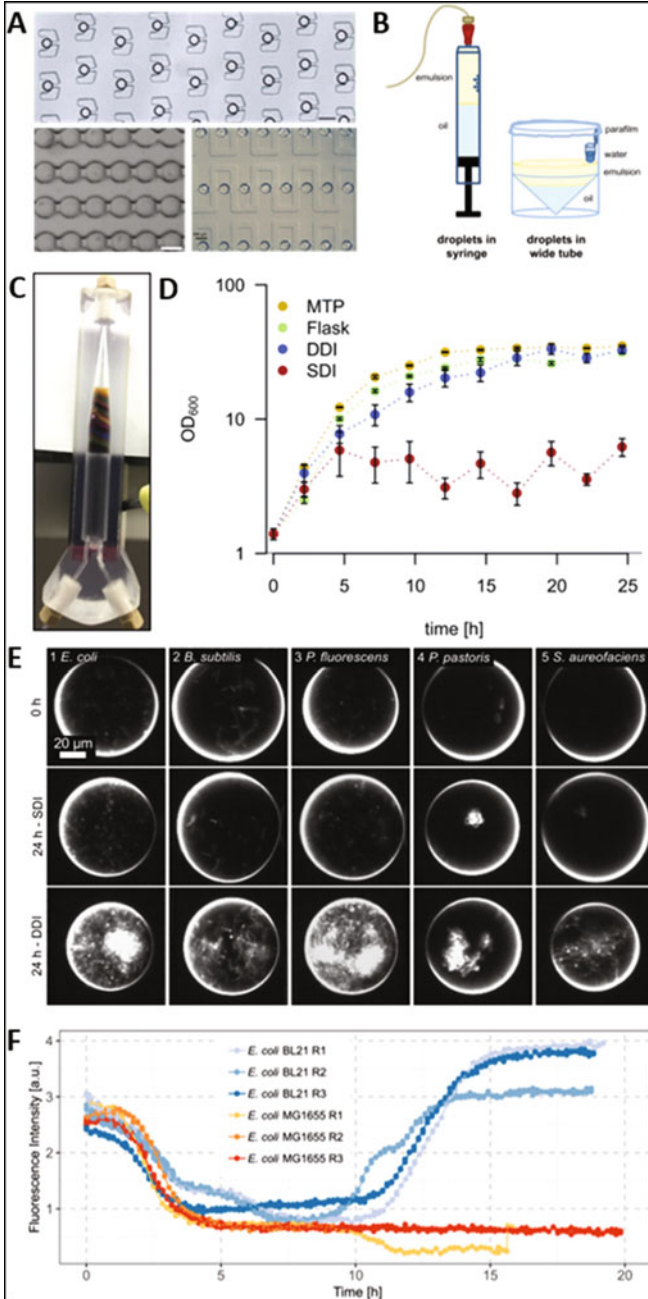 A
B
emulsion
oil
droplets in
syringe
parafilm
water
emulsion
oil
droplets in
wide tube
C
D
100
10
1
OD600
MTP
Flask
DDI
SDI
0
5
10
15
20
25
time [h]
E
1 E. coli
2 B. subtilis
3 P. fluorescens
4 P. pastoris
5 S. aureofaciens
0 h
20 µm
24 h - SDI
24 h - DDI
F
Fluorescence Intensity [a.u.]
4
3
2
1
E. coli BL21 R1
E. coli BL21 R2
E. coli BL21 R3
E. coli MG1655 R1
E. coli MG1655 R2
E. coli MG1655 R3
0
5
10
15
20
Time [h]